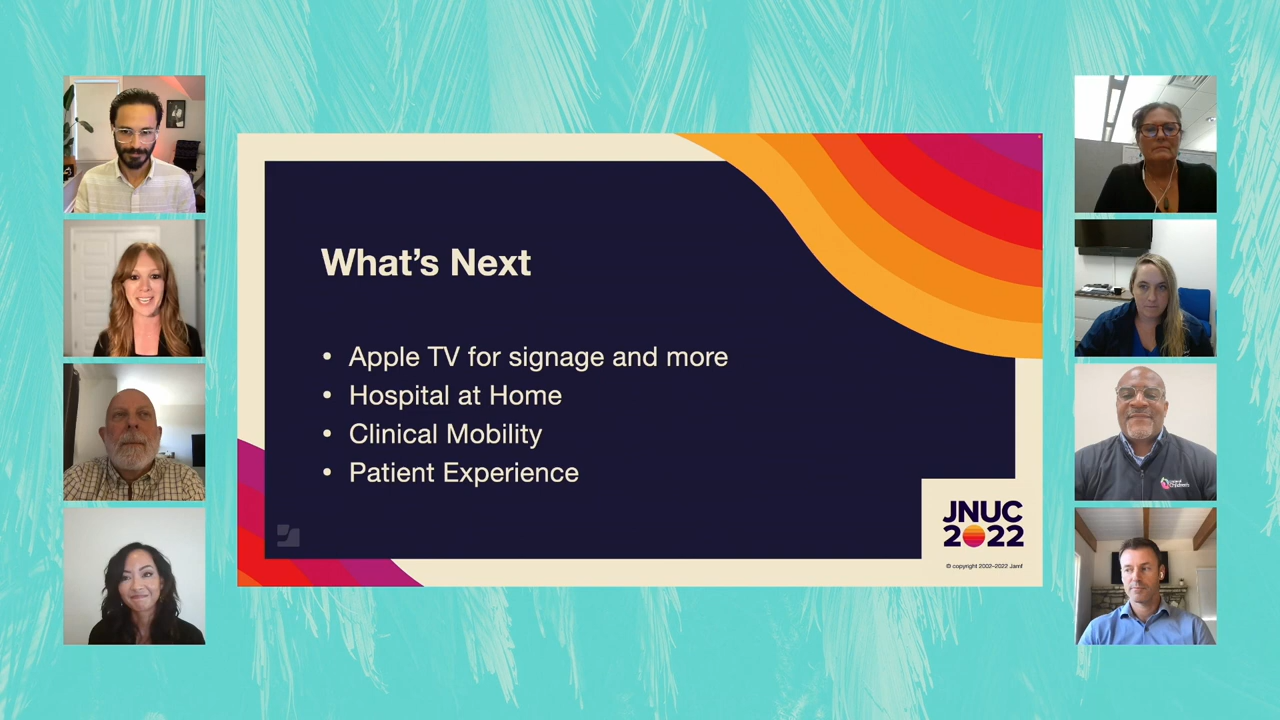 What's Next
• Apple TV for signage and more
• Hospital at Home
• Clinical Mobility
• Patient Experience
JNUC
2022
© copyright 2002–2022 Jamf